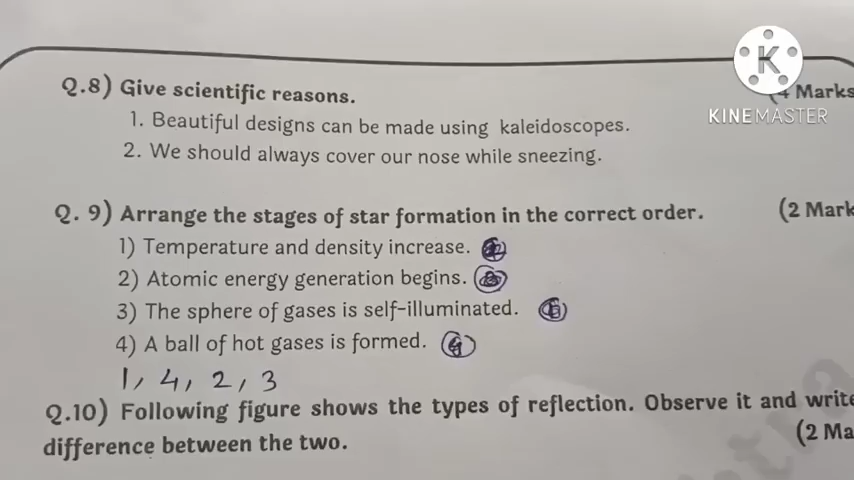 Q.8) Give scientific reasons. (4 Marks
K
KINEMASTER
1. Beautiful designs can be made using kaleidoscopes.
2. We should always cover our nose while sneezing.
Q. 9) Arrange the stages of star formation in the correct order. (2 Mark
1) Temperature and density increase.
2) Atomic energy generation begins.
3) The sphere of gases is self-illuminated.
4) A ball of hot gases is formed.
1, 4, 2, 3
Q.10) Following figure shows the types of reflection. Observe it and write
difference between the two. (2 Ma